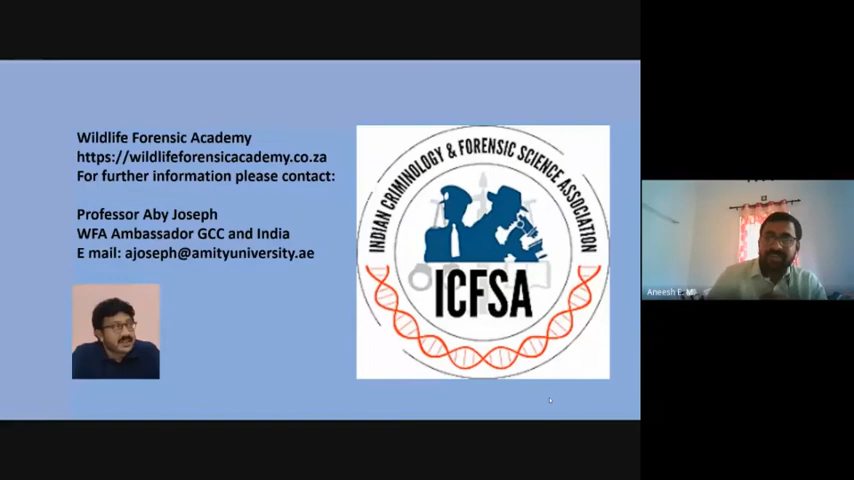 Wildlife Forensic Academy
https://wildlifeforensicacademy.co.za
For further information please contact:
Professor Aby Joseph
WFA Ambassador GCC and India
E mail: ajoseph@amityuniversity.ae
INDIAN CRIMINOLOGY & FORENSIC SCIENCE ASSOCIATION
ICFSA
Aneesh E.